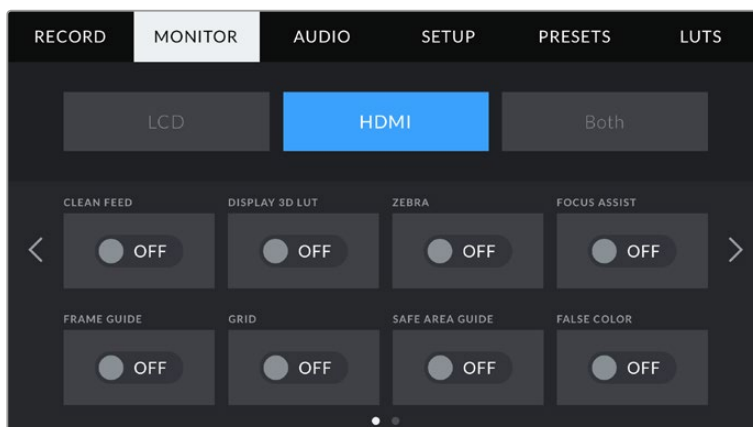 RECORD MONITOR AUDIO SETUP PRESETS LUTS
LCD HDMI Both
CLEAN FEED DISPLAY 3D LUT ZEBRA FOCUS ASSIST
OFF OFF OFF OFF
FRAME GUIDE GRID SAFE AREA GUIDE FALSE COLOR
OFF OFF OFF OFF